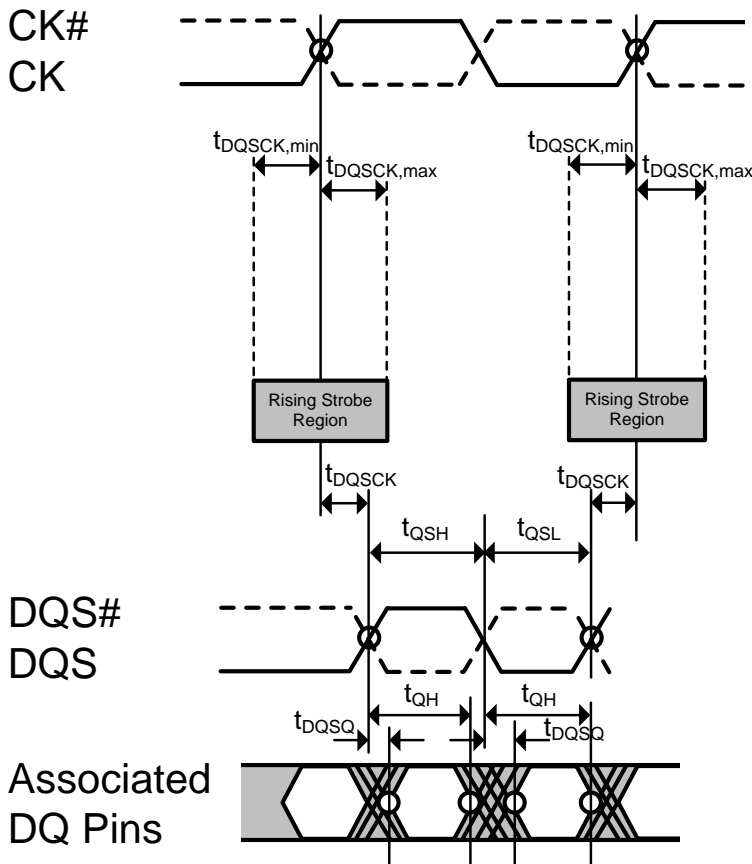 CK#
CK
tDQSCK,min
tDQSCK,max
tDQSCK,min
tDQSCK,max
Rising Strobe
Region
Rising Strobe
Region
tDQSCK
tDQSCK
tQSH
tQSL
DQS#
DQS
tQH
tQH
tDQSQ
tDQSQ
Associated
DQ Pins